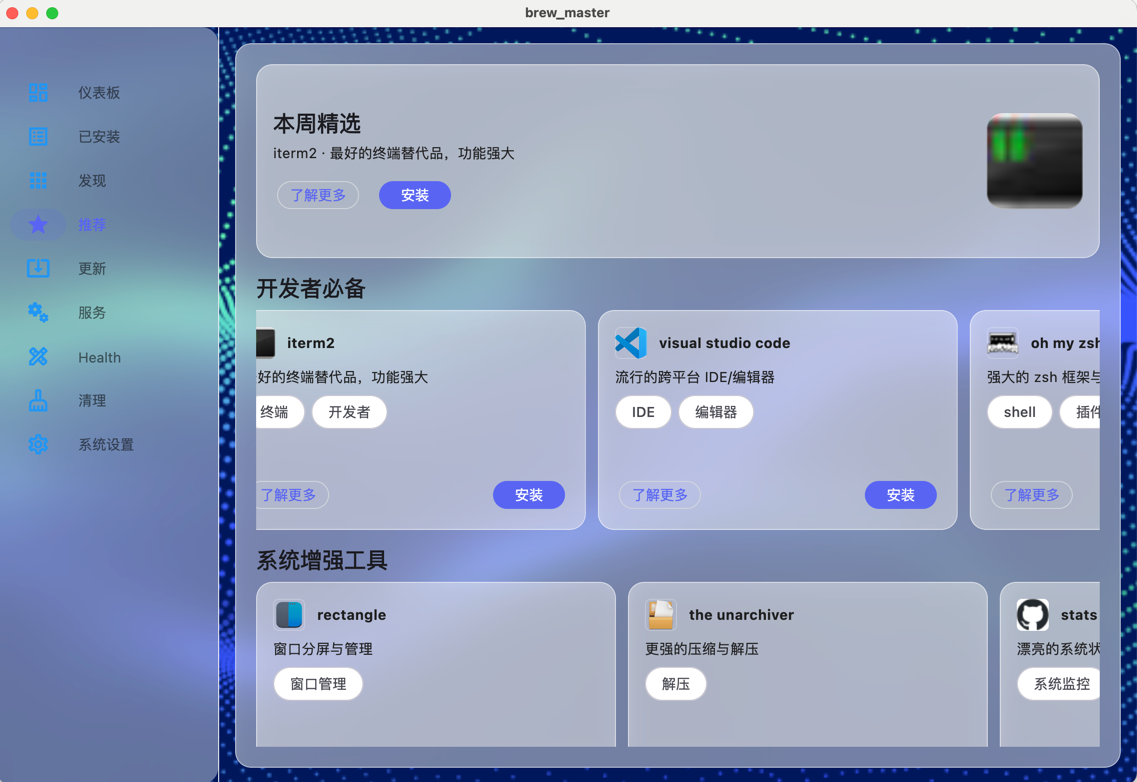 brew_master
仪表板
已安装
发现
推荐
更新
服务
Health
清理
系统设置
本周精选
iterm2 · 最好的终端替代品，功能强大
了解更多
安装
开发者必备
iterm2
好的终端替代品，功能强大
终端
开发者
了解更多
安装
visual studio code
流行的跨平台 IDE/编辑器
IDE
编辑器
了解更多
安装
oh my zsh
强大的 zsh 框架与
shell
插件
了解更多
系统增强工具
rectangle
窗口分屏与管理
窗口管理
the unarchiver
更强的压缩与解压
解压
stats
漂亮的系统状
系统监控